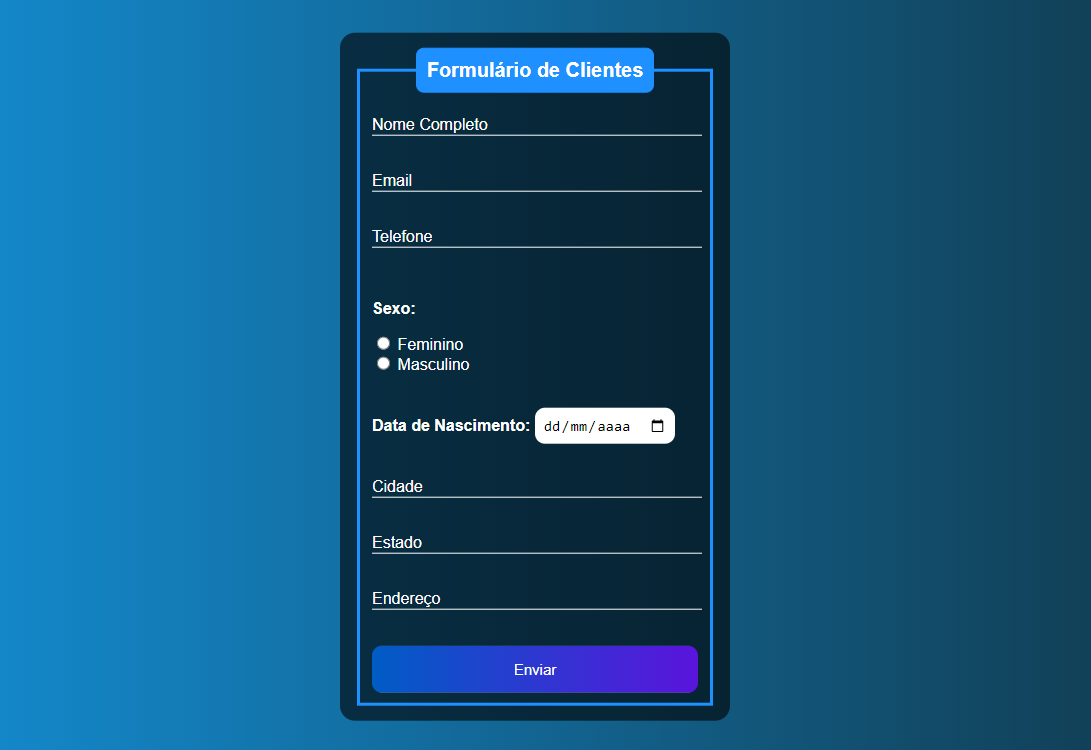 Formulário de Clientes
Nome Completo
Email
Telefone
Sexo:
Feminino
Masculino
Data de Nascimento: dd/mm/aaaa
Cidade
Estado
Endereço
Enviar